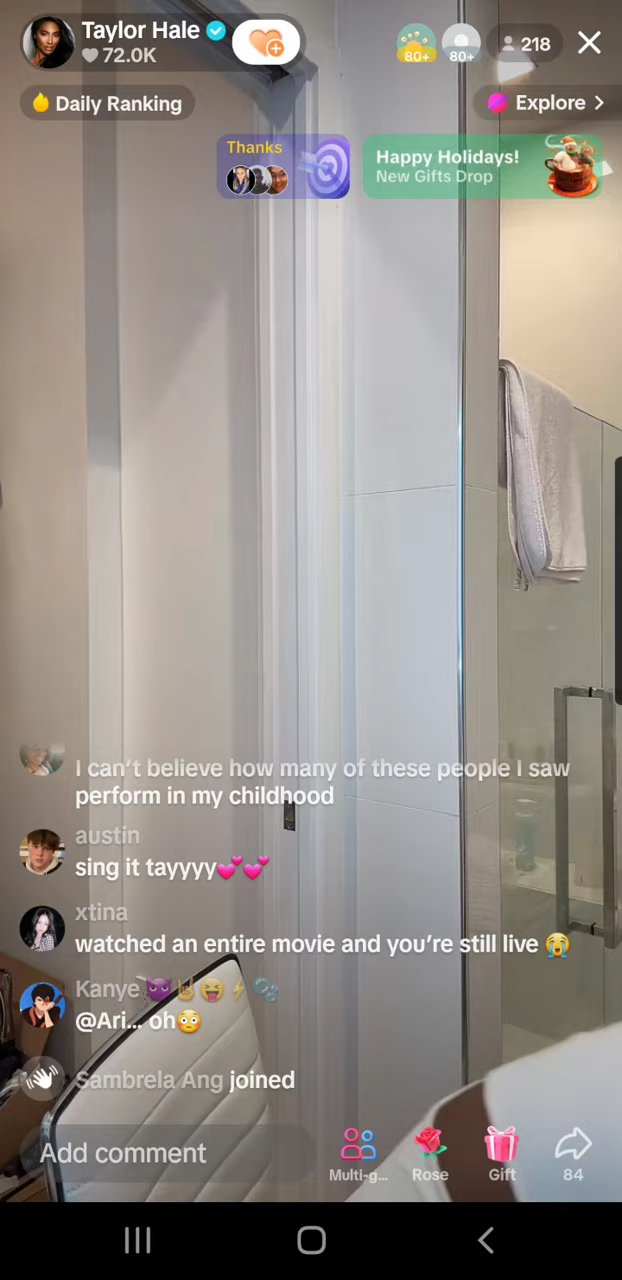 Taylor Hale
72.0K
80+
80+
218
Daily Ranking
Explore
Thanks
Happy Holidays!
New Gifts Drop
I can't believe how many of these people I saw
perform in my childhood
austin
sing it tayyyy💕💕
xtina
watched an entire movie and you're still live 😭
Kanye 😈🤘😝⚡🫧
@Ari... oh😳
Sambrela Ang joined
Add comment
Multi-g...
Rose
Gift
84